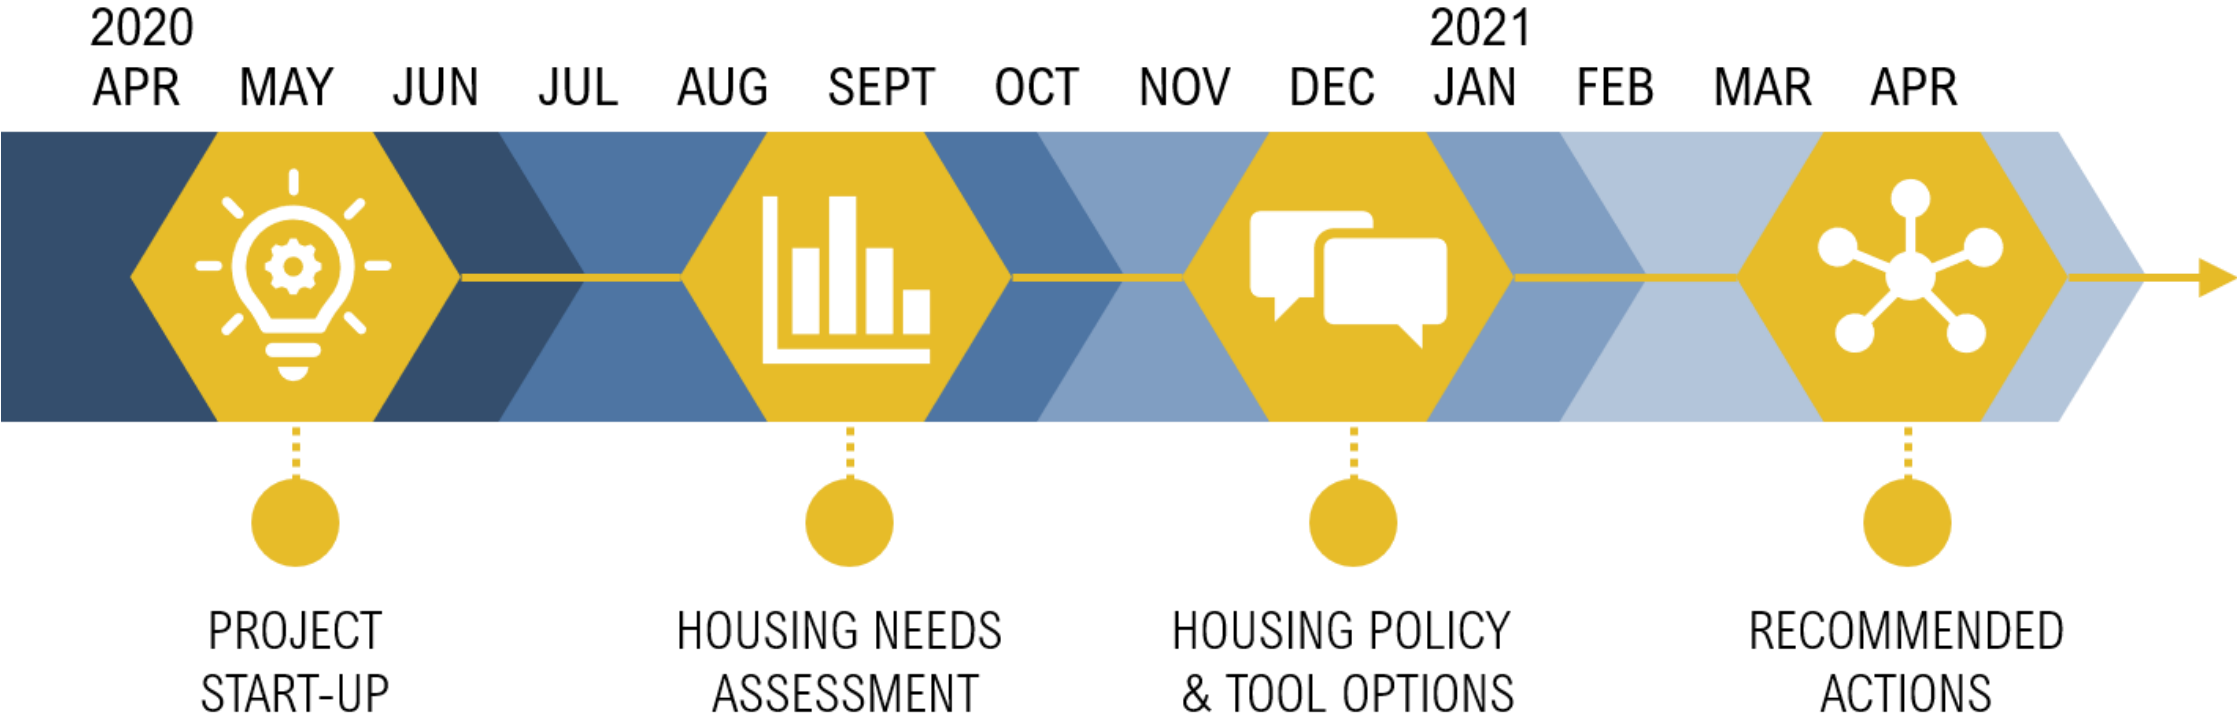 2020 2021
APR MAY JUN JUL AUG SEPT OCT NOV DEC JAN FEB MAR APR
PROJECT
START-UP
HOUSING NEEDS
ASSESSMENT
HOUSING POLICY
& TOOL OPTIONS
RECOMMENDED
ACTIONS